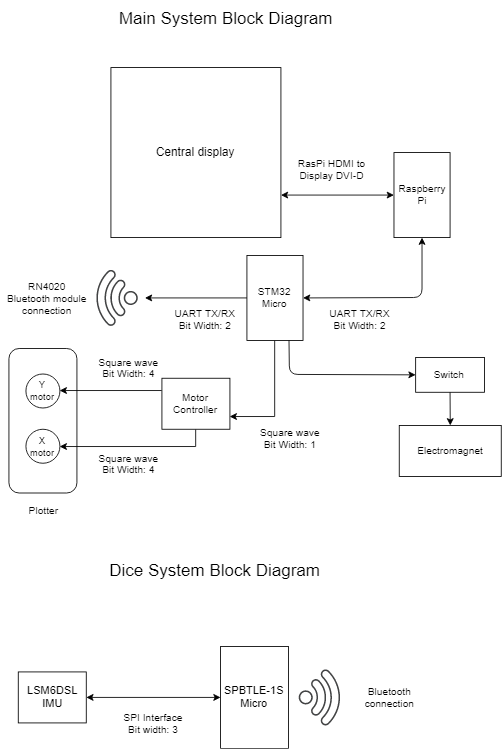 Main System Block Diagram
Central display
RasPi HDMI to
Display DVI-D
Raspberry
Pi
RN4020
Bluetooth module
connection
STM32
Micro
UART TX/RX
Bit Width: 2
UART TX/RX
Bit Width: 2
Square wave
Bit Width: 4
Y
motor
Motor
Controller
Switch
X
motor
Square wave
Bit Width: 4
Square wave
Bit Width: 1
Electromagnet
Plotter
Dice System Block Diagram
LSM6DSL
IMU
SPI Interface
Bit width: 3
SPBTLE-1S
Micro
Bluetooth
connection